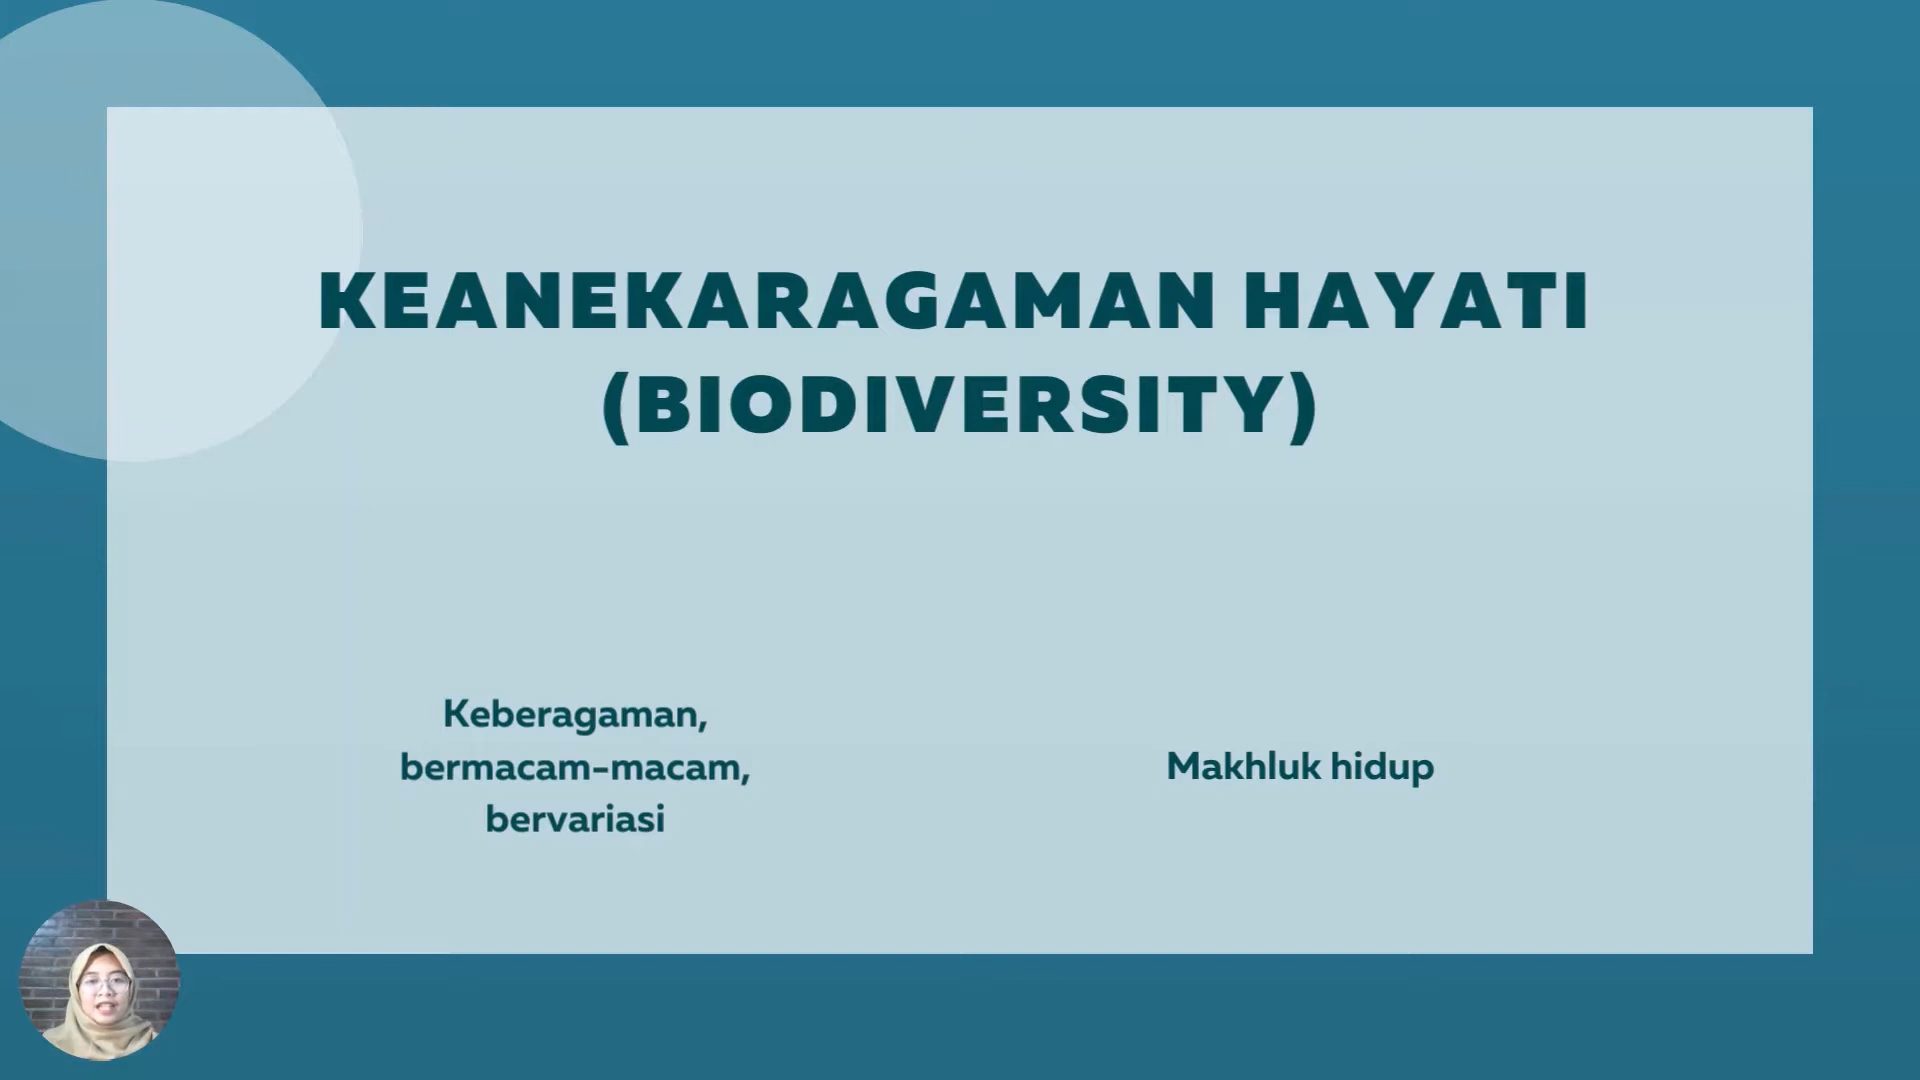 KEANEKARAGAMAN HAYATI
(BIODIVERSITY)
Keberagaman,
bermacam-macam,
bervariasi
Makhluk hidup